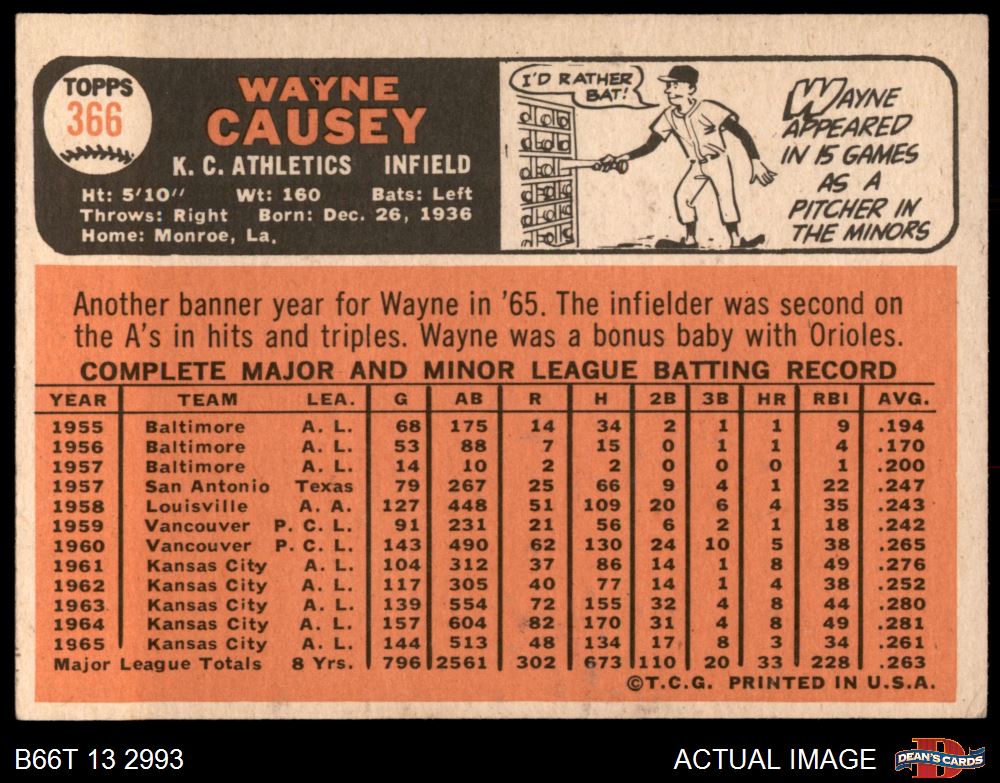 TOPPS
366
WAYNE
CAUSEY
K. C. ATHLETICS INFIELD
Ht: 5'10" Wt: 160 Bats: Left
Throws: Right Born: Dec. 26, 1936
Home: Monroe, La.
I'D RATHER
BAT!
WAYNE
APPEARED
IN 15 GAMES
AS A
PITCHER IN
THE MINORS
Another banner year for Wayne in '65. The infielder was second on
the A's in hits and triples. Wayne was a bonus baby with Orioles.
COMPLETE MAJOR AND MINOR LEAGUE BATTING RECORD
YEAR TEAM LEA. G AB R H 2B 3B HR RBI AVG.
1955 Baltimore A. L. 68 175 14 34 2 1 1 9 .194
1956 Baltimore A. L. 53 88 7 15 0 1 1 4 .170
1957 Baltimore A. L. 14 10 2 2 0 0 0 1 .200
1957 San Antonio Texas 79 267 25 66 9 4 1 22 .247
1958 Louisville A. A. 127 448 51 109 20 6 4 35 .243
1959 Vancouver P. C. L. 91 231 21 56 6 2 1 18 .242
1960 Vancouver P. C. L. 143 490 62 130 24 10 5 38 .265
1961 Kansas City A. L. 104 312 37 86 14 1 8 49 .276
1962 Kansas City A. L. 117 305 40 77 14 1 4 38 .252
1963 Kansas City A. L. 139 554 72 155 32 4 8 44 .280
1964 Kansas City A. L. 157 604 82 170 31 4 8 49 .281
1965 Kansas City A. L. 144 513 48 134 17 8 3 34 .261
Major League Totals 8 Yrs. 796 2561 302 673 110 20 33 228 .263
©T.C.G. PRINTED IN U.S.A.
B66T 13 2993 ACTUAL IMAGE
DEAN'S CARDS